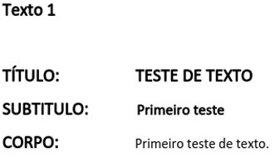 Texto 1
TÍTULO: TESTE DE TEXTO
SUBTITULO: Primeiro teste
CORPO: Primeiro teste de texto.